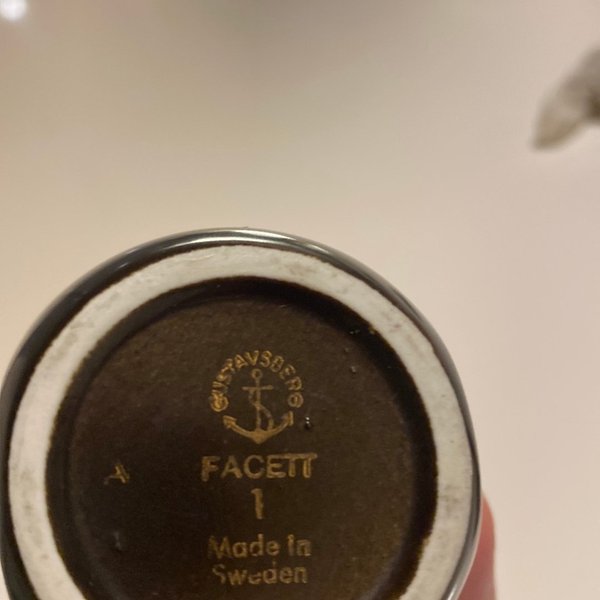 GUSTAVSBERG
FACETT
1
Made in
Sweden